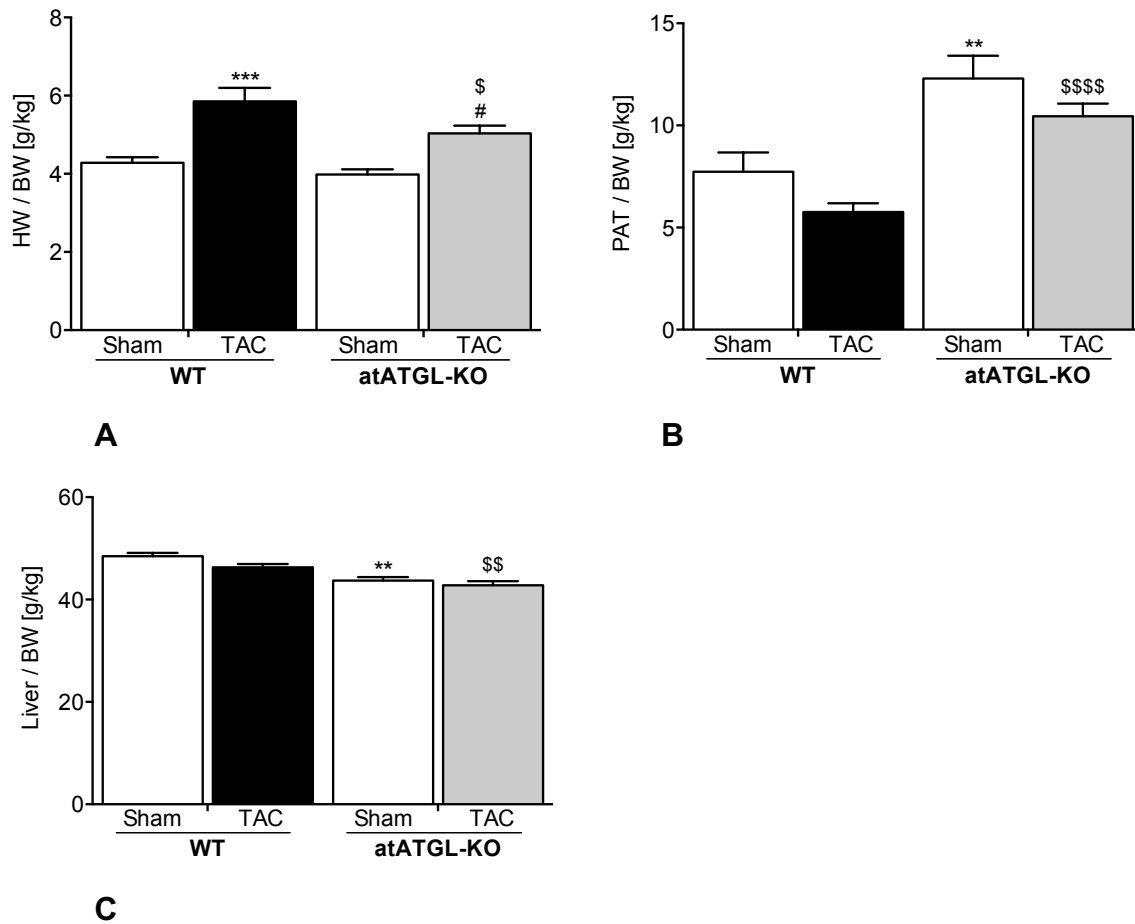 HW / BW [g/kg]
8
6
4
2
0
***
$
#
Sham TAC Sham TAC
WT atATGL-KO
A
PAT / BW [g/kg]
15
10
5
0
**
$$$$
Sham TAC Sham TAC
WT atATGL-KO
B
Liver / BW [g/kg]
60
40
20
0
**
$$
Sham TAC Sham TAC
WT atATGL-KO
C